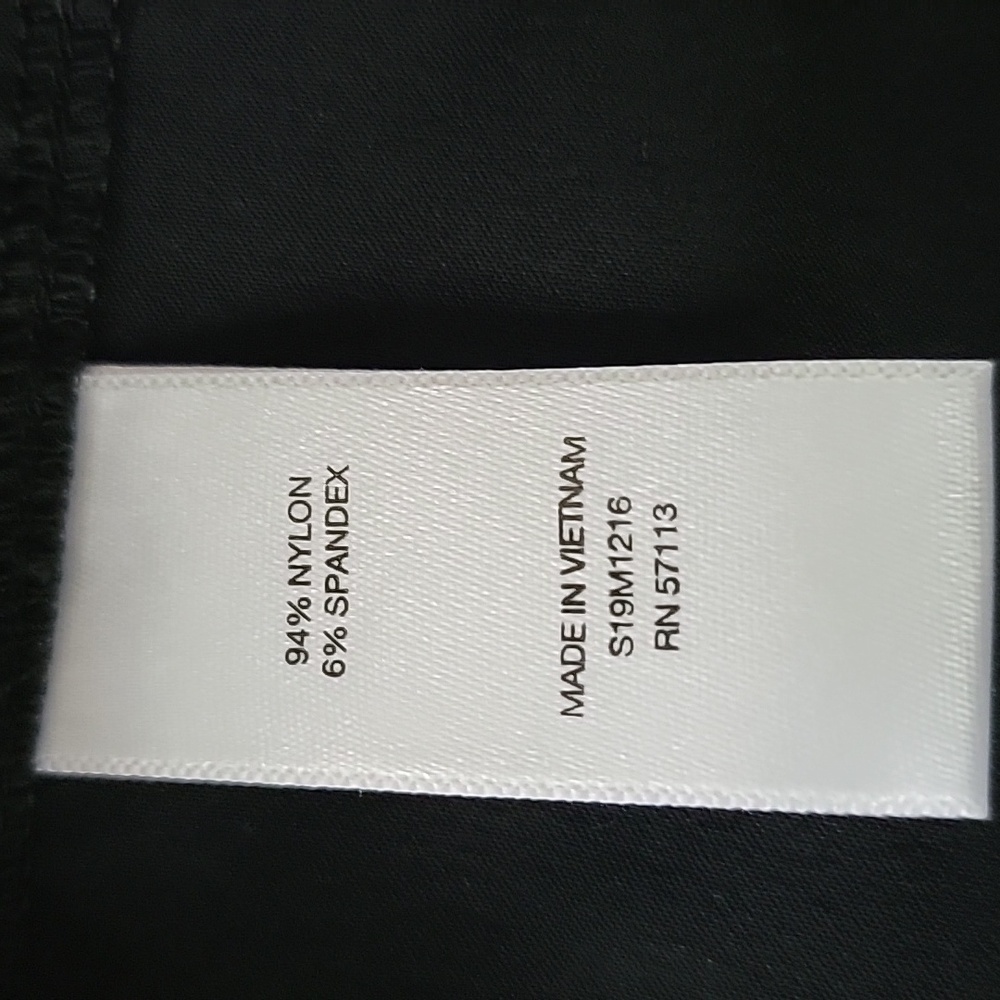 94% NYLON
6% SPANDEX
MADE IN VIETNAM
S19M1216
RN 57113